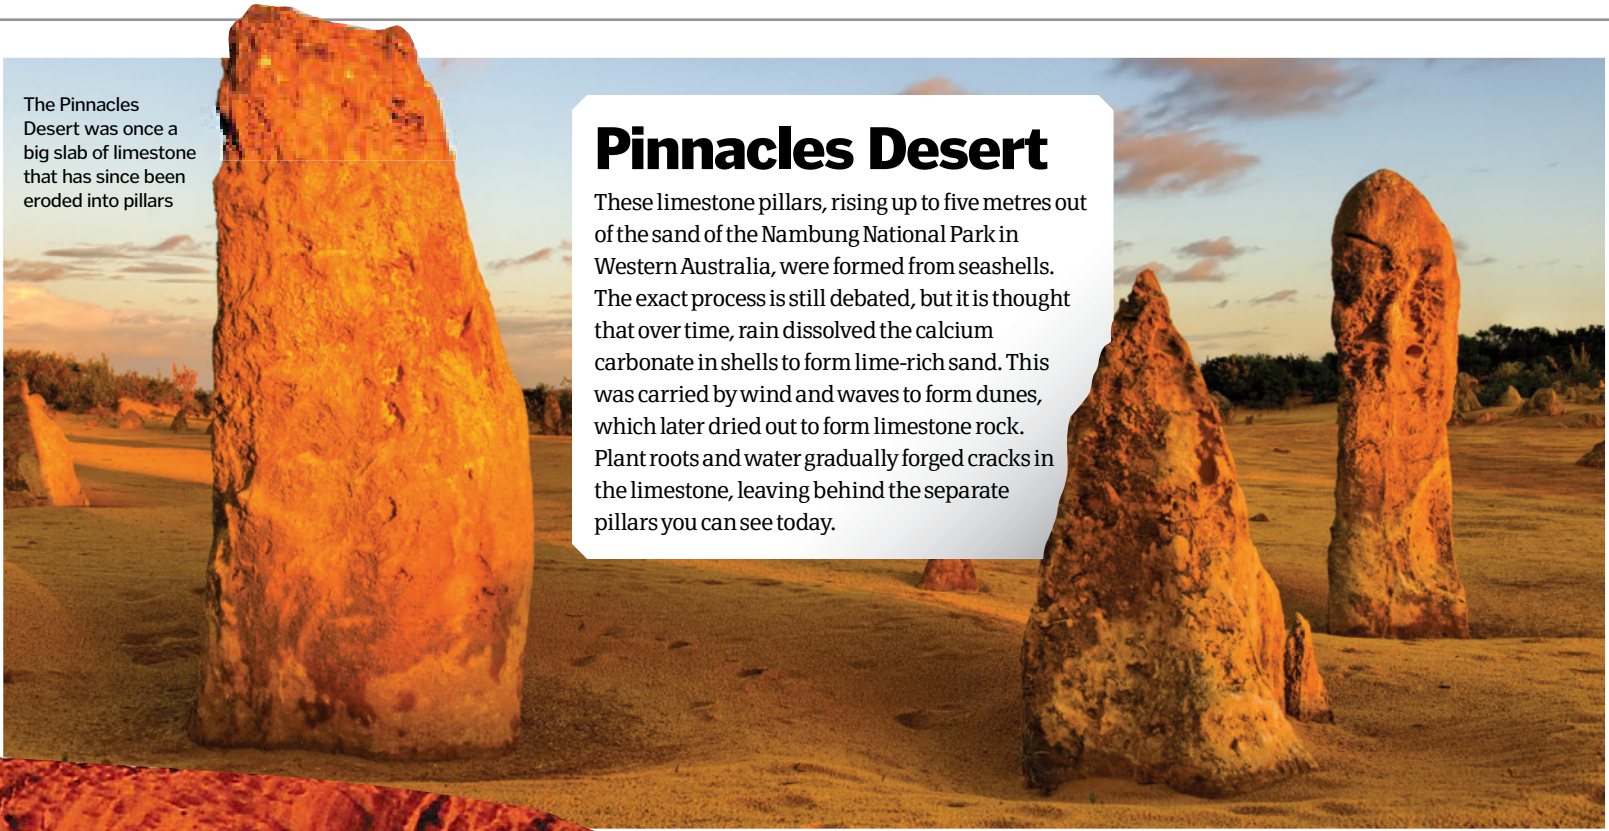 The Pinnacles
Desert was once a
big slab of limestone
that has since been
eroded into pillars
Pinnacles Desert
These limestone pillars, rising up to five metres out
of the sand of the Nambung National Park in
Western Australia, were formed from seashells.
The exact process is still debated, but it is thought
that over time, rain dissolved the calcium
carbonate in shells to form lime-rich sand. This
was carried by wind and waves to form dunes,
which later dried out to form limestone rock.
Plant roots and water gradually forged cracks in
the limestone, leaving behind the separate
pillars you can see today.